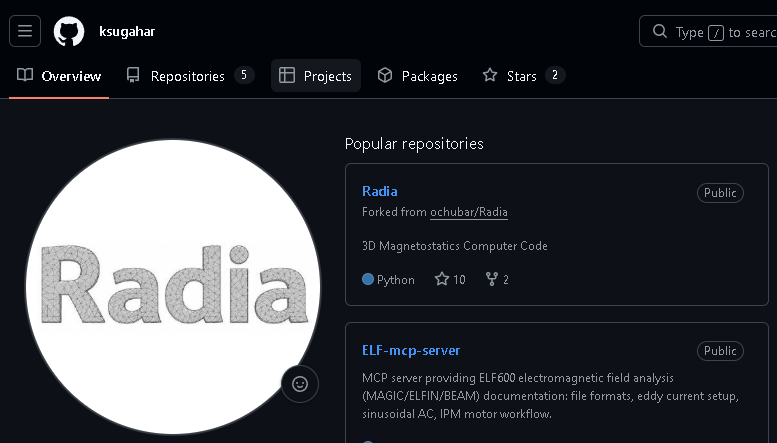 ksugahar
Type / to searc
Overview
Repositories 5
Projects
Packages
Stars 2
Radia
Popular repositories
Radia
Public
Forked from ochubar/Radia
3D Magnetostatics Computer Code
Python 10 2
ELF-mcp-server
Public
MCP server providing ELF600 electromagnetic field analysis
(MAGIC/ELFIN/BEAM) documentation: file formats, eddy current setup,
sinusoidal AC, IPM motor workflow.